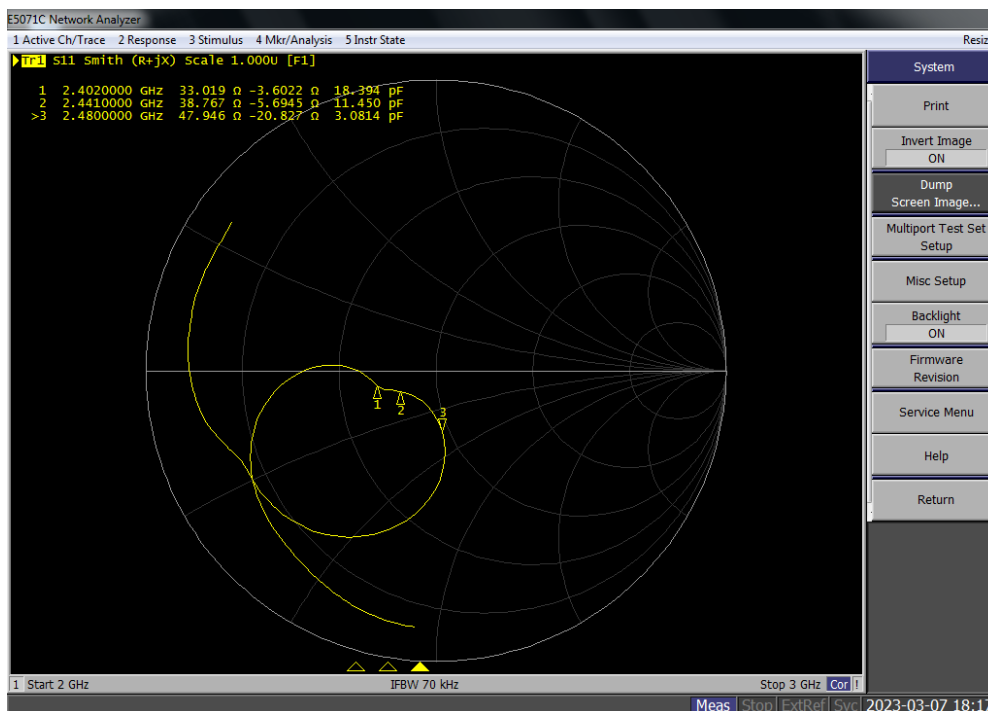 E5071C Network Analyzer
1 Active Ch/Trace 2 Response 3 Stimulus 4 Mkr/Analysis 5 Instr State
Resiz
Tr1 S11 Smith (R+jX) Scale 1.000U [F1]
1 2.4020000 GHz 33.019 Ω -3.6022 Ω 18.394 pF
2 2.4410000 GHz 38.767 Ω -5.6945 Ω 11.450 pF
>3 2.4800000 GHz 47.946 Ω -20.827 Ω 3.0814 pF
1
2
3
1 Start 2 GHz
IFBW 70 kHz
Stop 3 GHz Cor !
Meas Stop ExtRef Svc 2023-03-07 18:17
System
Print
Invert Image
ON
Dump
Screen Image...
Multiport Test Set
Setup
Misc Setup
Backlight
ON
Firmware
Revision
Service Menu
Help
Return